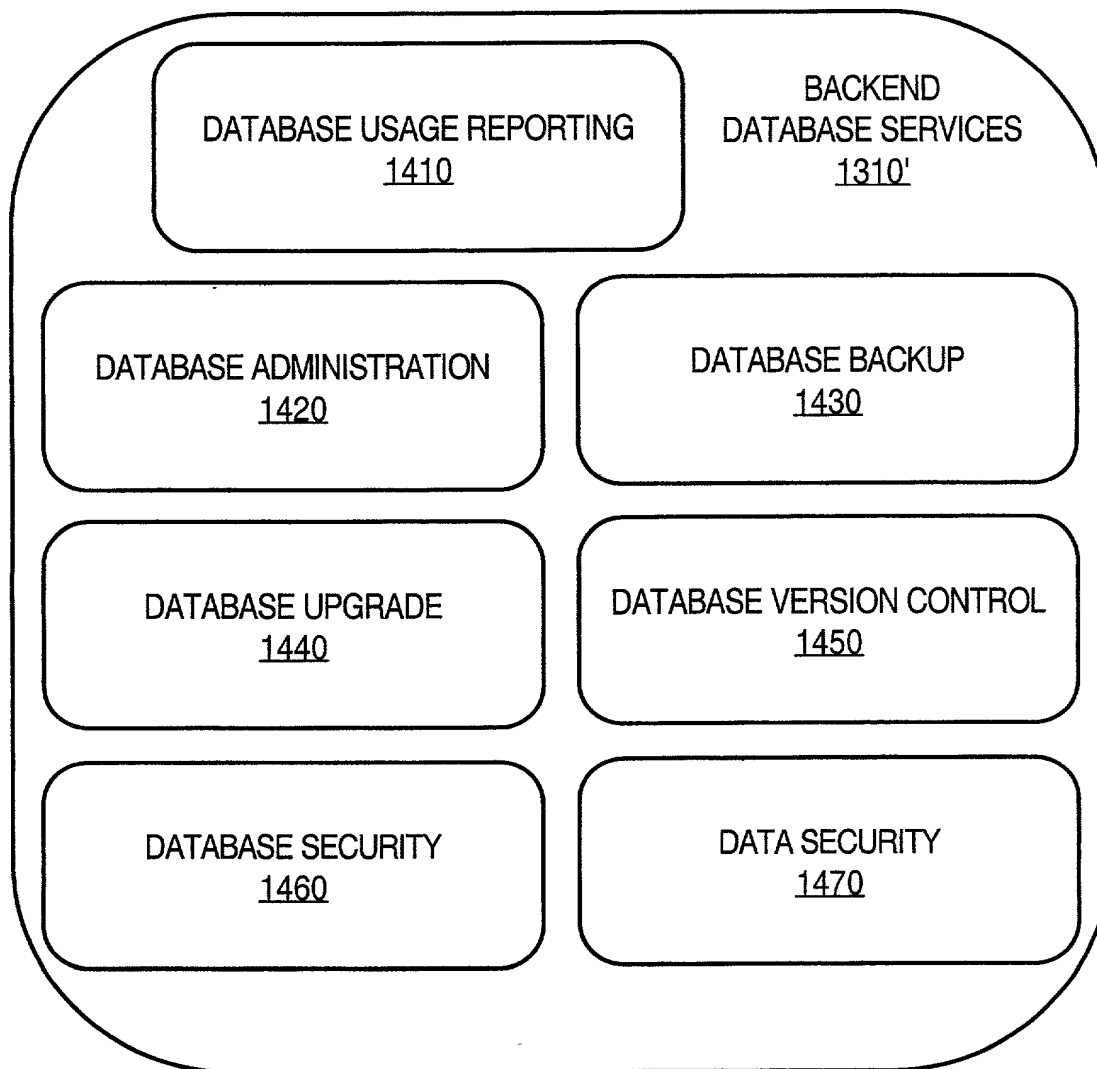 DATABASE USAGE REPORTING
1410
BACKEND
DATABASE SERVICES
1310'
DATABASE ADMINISTRATION
1420
DATABASE BACKUP
1430
DATABASE UPGRADE
1440
DATABASE VERSION CONTROL
1450
DATABASE SECURITY
1460
DATA SECURITY
1470